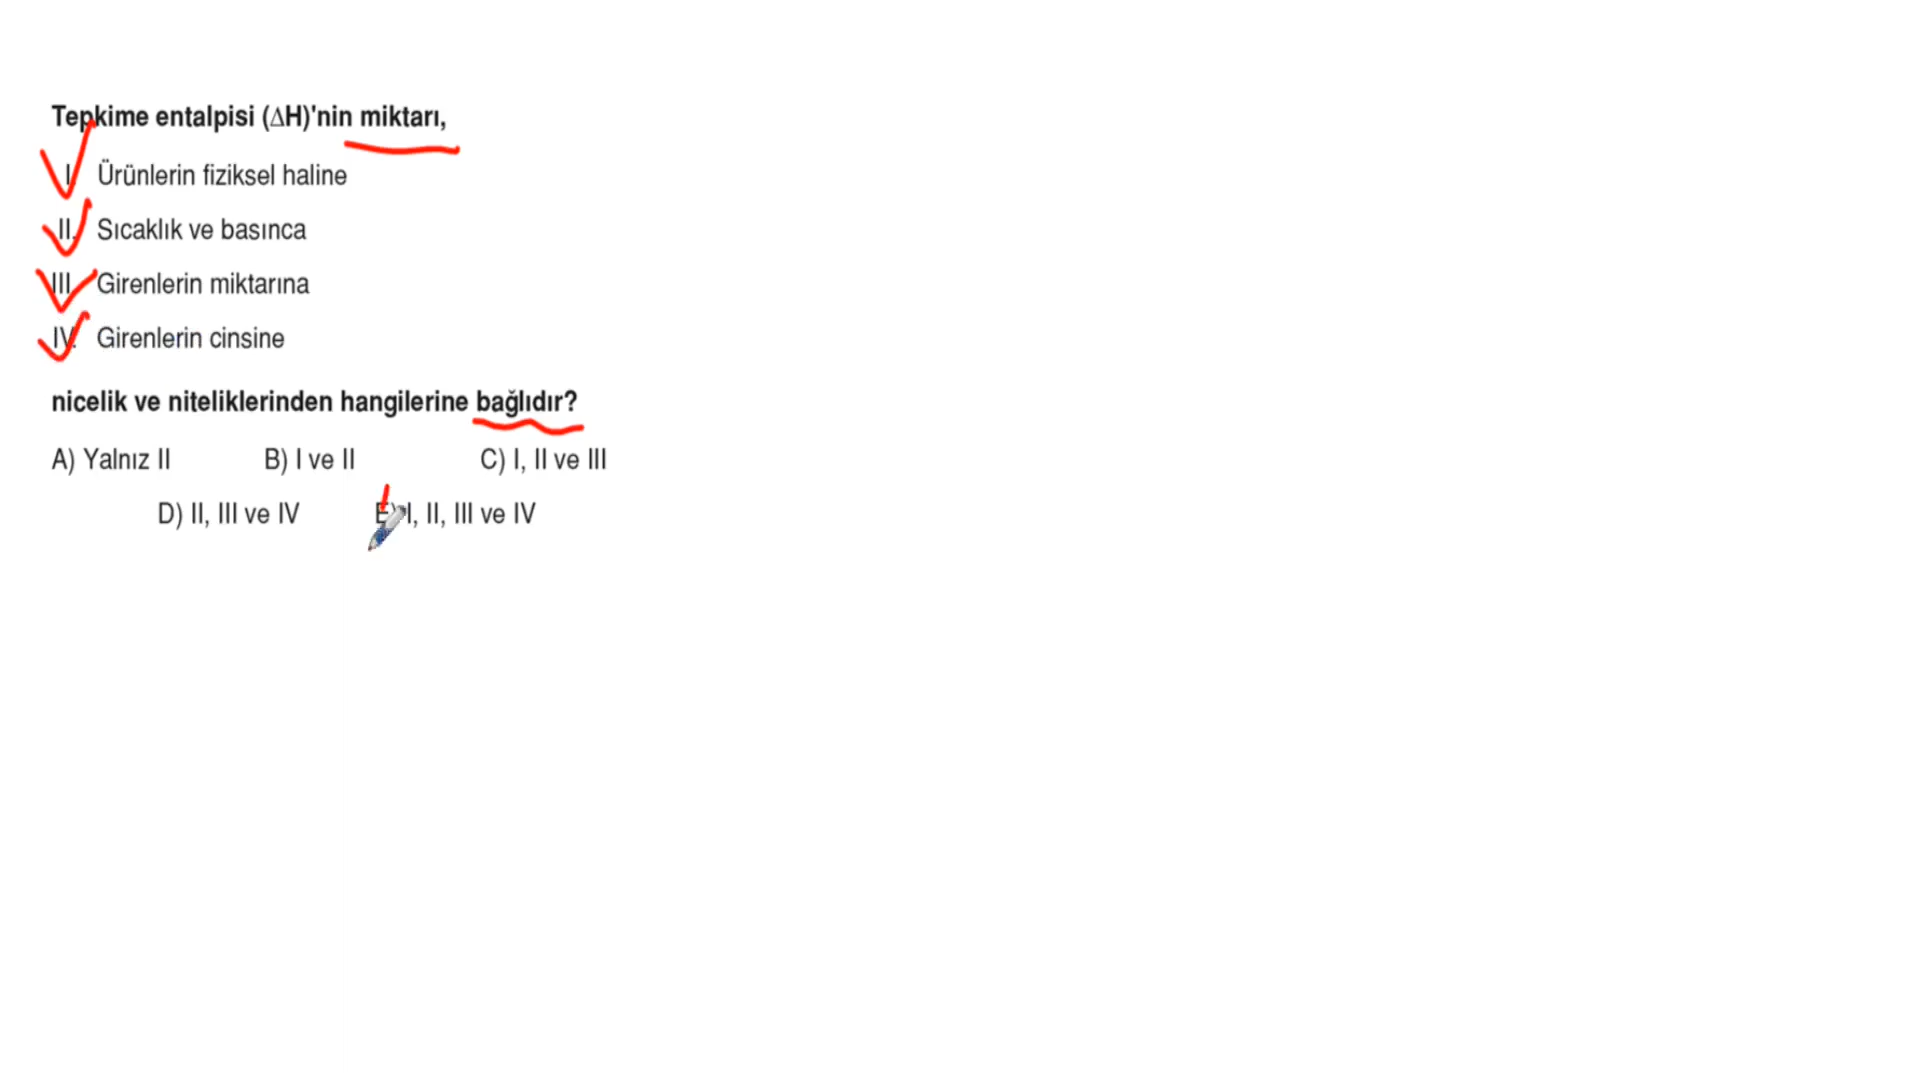 Tepkime entalpisi (∆H)'nin miktarı,
I. Ürünlerin fiziksel haline
II. Sıcaklık ve basınca
III. Girenlerin miktarına
IV. Girenlerin cinsine
nicelik ve niteliklerinden hangilerine bağlıdır?
A) Yalnız II B) I ve II C) I, II ve III
D) II, III ve IV E) I, II, III ve IV